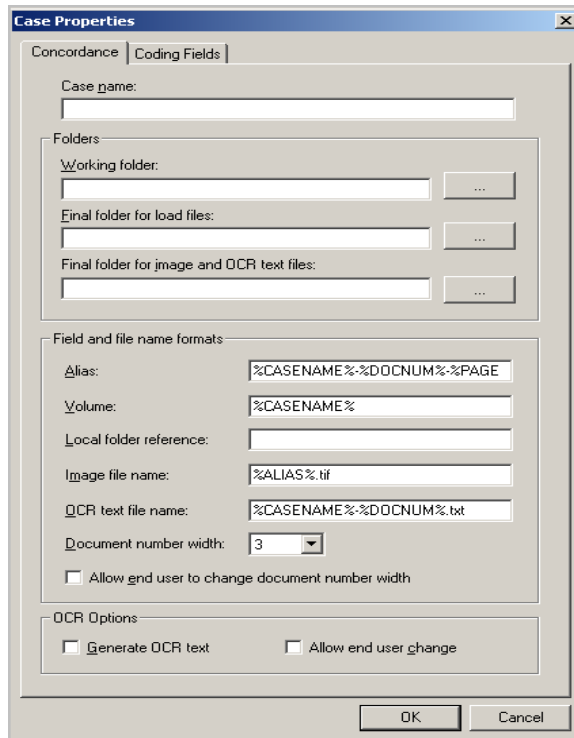 Case Properties
Concordance Coding Fields
Case name:
Folders
Working folder:
...
Final folder for load files:
...
Final folder for image and OCR text files:
...
Field and file name formats
Alias: %CASENAME%-%DOCNUM%-%PAGE
Volume: %CASENAME%
Local folder reference:
Image file name: %ALIAS%.tif
OCR text file name: %CASENAME%-%DOCNUM%.txt
Document number width: 3
Allow end user to change document number width
OCR Options
Generate OCR text Allow end user change
OK Cancel